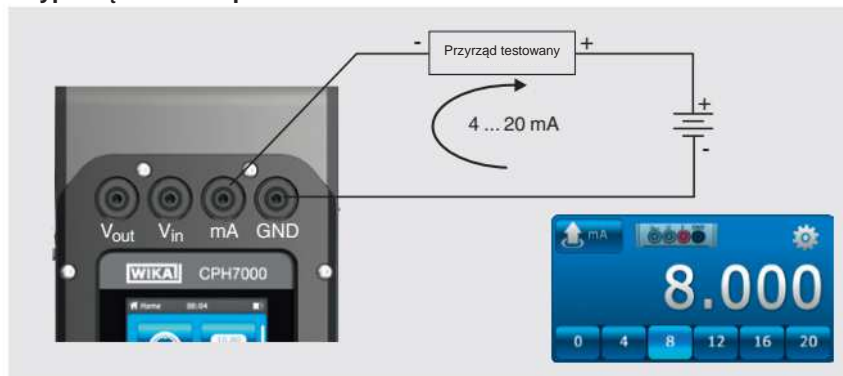 - Przyrząd testowany +
+
4 ... 20 mA
-
Vout Vin mA GND
WIKA CPH7000
Home
mA
8.000
0 4 8 12 16 20